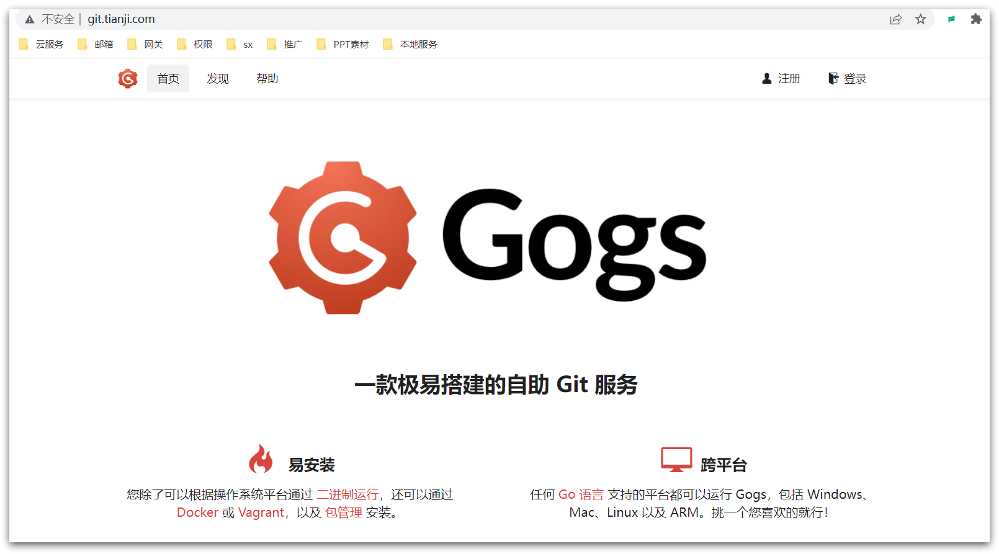 不安全 | git.tianji.com
云服务 邮箱 网关 权限 sx 推广 PPT素材 本地服务
首页 发现 帮助 注册 登录
Gogs
一款极易搭建的自助 Git 服务
易安装
您除了可以根据操作系统平台通过 二进制运行，还可以通过
Docker 或 Vagrant，以及 包管理 安装。
跨平台
任何 Go 语言 支持的平台都可以运行 Gogs，包括 Windows、
Mac、Linux 以及 ARM。挑一个您喜欢的就行！